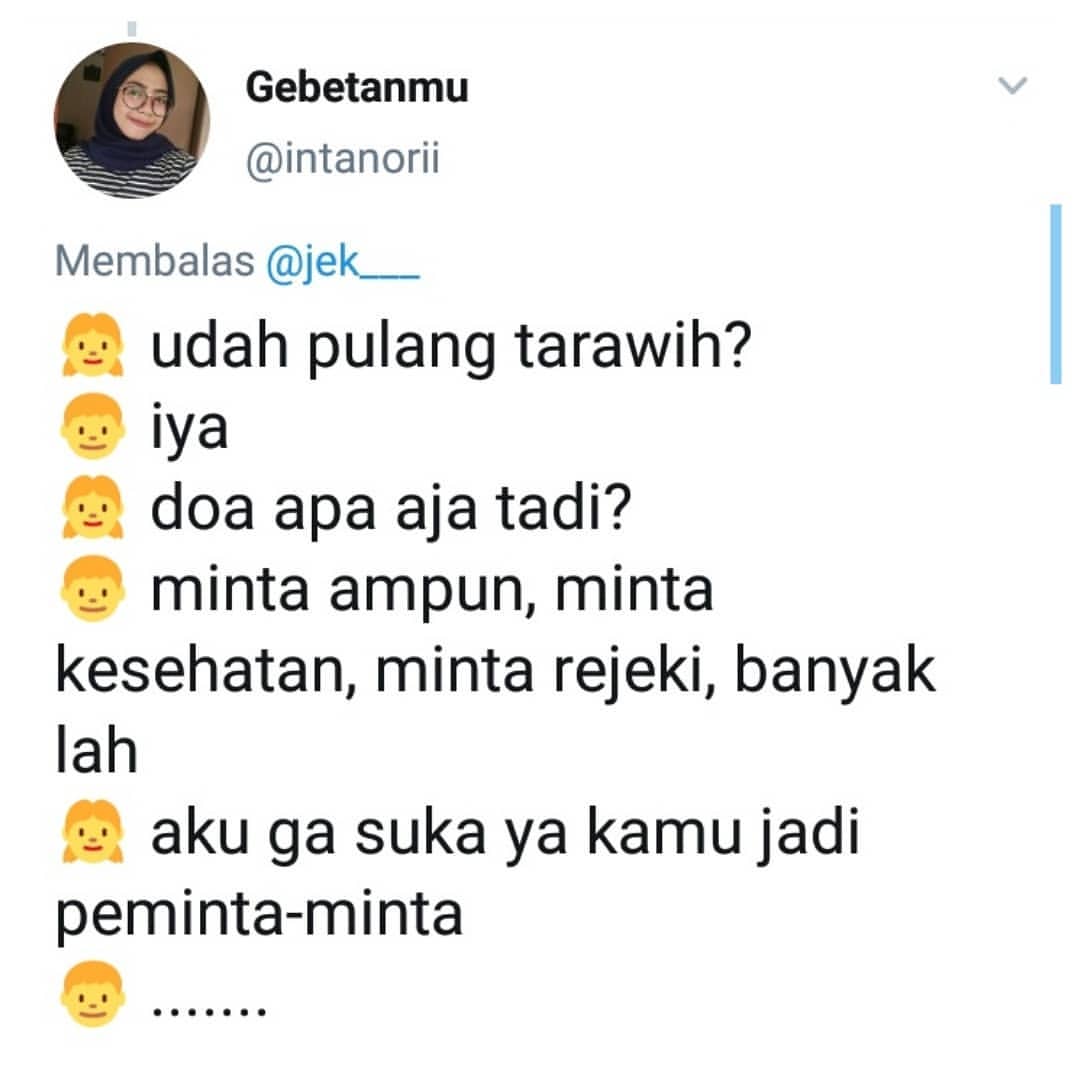 Gebetanmu
@intanorii
Membalas @jek___
👧 udah pulang tarawih?
👦 iya
👧 doa apa aja tadi?
👦 minta ampun, minta
kesehatan, minta rejeki, banyak
lah
👧 aku ga suka ya kamu jadi
peminta-minta
👦 .......